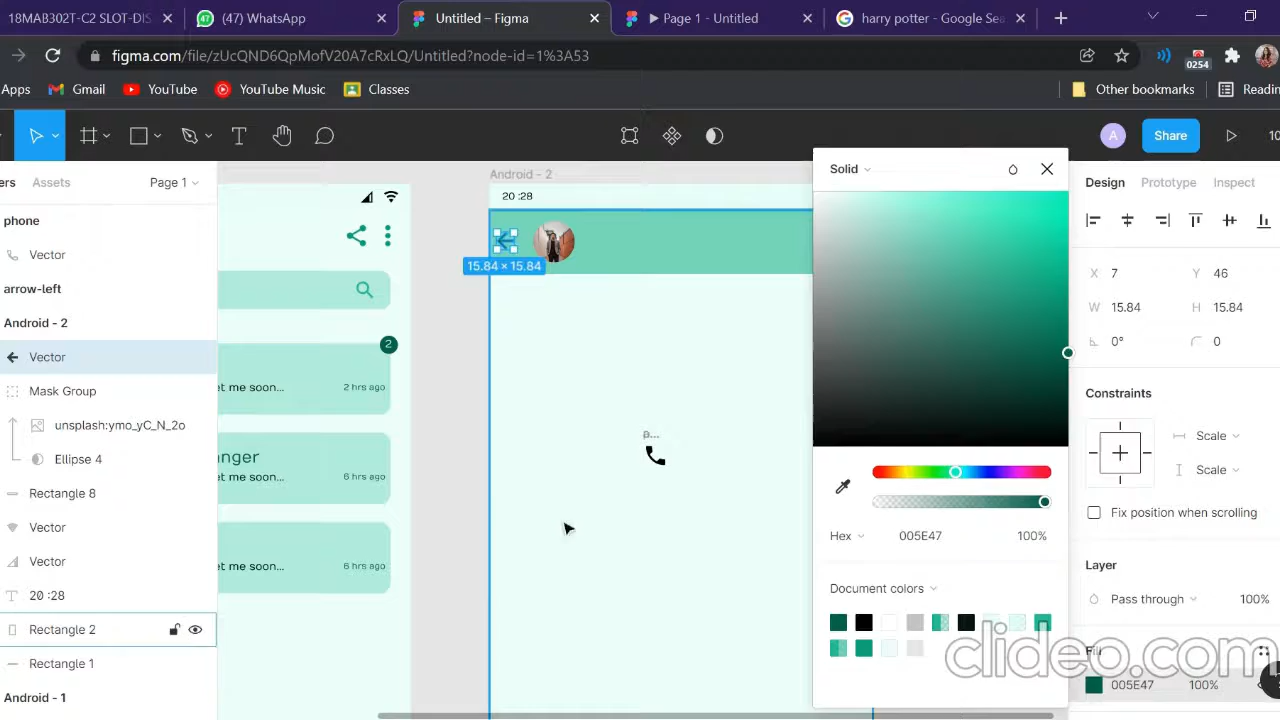 18MAB302T-C2 SLOT-DIS
47
(47) WhatsApp
Untitled – Figma
Page 1 - Untitled
harry potter - Google Sea
figma.com/file/zUcQND6QpMofV20A7cRxLQ/Untitled?node-id=1%3A53
0254
Apps
Gmail
YouTube
YouTube Music
Classes
Other bookmarks
Readin
A
Share
10
ers
Assets
Page 1
phone
Vector
arrow-left
Android - 2
Vector
Mask Group
unsplash:ymo_yC_N_2o
Ellipse 4
Rectangle 8
Vector
Vector
20 :28
Rectangle 2
Rectangle 1
Android - 1
2
et me soon...
2 hrs ago
anger
et me soon...
6 hrs ago
et me soon...
6 hrs ago
Android - 2
20 :28
15.84 × 15.84
p...
Solid
Hex
005E47
100%
Document colors
Design
Prototype
Inspect
X
7
Y
46
W
15.84
H
15.84
0°
0
Constraints
Scale
Scale
Fix position when scrolling
Layer
Pass through
100%
Fill
005E47
100%
clideo.com